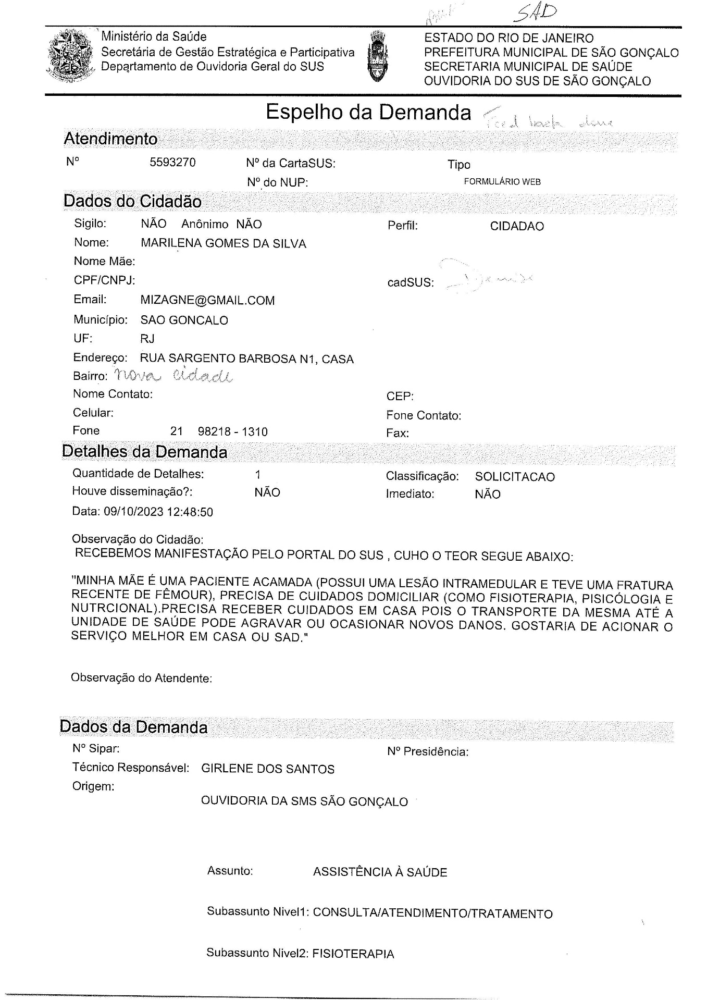 SAD
Ministério da Saúde
Secretária de Gestão Estratégica e Participativa
Departamento de Ouvidoria Geral do SUS
ESTADO DO RIO DE JANEIRO
PREFEITURA MUNICIPAL DE SÃO GONÇALO
SECRETARIA MUNICIPAL DE SAÚDE
OUVIDORIA DO SUS DE SÃO GONÇALO
Espelho da Demanda Feed back
Atendimento
Nº 5593270 Nº da CartaSUS: Tipo
Nº do NUP: FORMULÁRIO WEB
Dados do Cidadão
Sigilo: NÃO Anônimo NÃO Perfil: CIDADAO
Nome: MARILENA GOMES DA SILVA
Nome Mãe:
CPF/CNPJ: cadSUS: Denise
Email: MIZAGNE@GMAIL.COM
Município: SAO GONCALO
UF: RJ
Endereço: RUA SARGENTO BARBOSA N1, CASA
Bairro: Nova cidade
Nome Contato: CEP:
Celular: Fone Contato:
Fone 21 98218 - 1310 Fax:
Detalhes da Demanda
Quantidade de Detalhes: 1 Classificação: SOLICITACAO
Houve disseminação?: NÃO Imediato: NÃO
Data: 09/10/2023 12:48:50
Observação do Cidadão:
RECEBEMOS MANIFESTAÇÃO PELO PORTAL DO SUS , CUHO O TEOR SEGUE ABAIXO:
"MINHA MÃE É UMA PACIENTE ACAMADA (POSSUI UMA LESÃO INTRAMEDULAR E TEVE UMA FRATURA
RECENTE DE FÊMOUR), PRECISA DE CUIDADOS DOMICILIAR (COMO FISIOTERAPIA, PISICÓLOGIA E
NUTRCIONAL).PRECISA RECEBER CUIDADOS EM CASA POIS O TRANSPORTE DA MESMA ATÉ A
UNIDADE DE SAÚDE PODE AGRAVAR OU OCASIONAR NOVOS DANOS. GOSTARIA DE ACIONAR O
SERVIÇO MELHOR EM CASA OU SAD."
Observação do Atendente:
Dados da Demanda
Nº Sipar: Nº Presidência:
Técnico Responsável: GIRLENE DOS SANTOS
Origem:
OUVIDORIA DA SMS SÃO GONÇALO
Assunto: ASSISTÊNCIA À SAÚDE
Subassunto Nivel1: CONSULTA/ATENDIMENTO/TRATAMENTO
Subassunto Nivel2: FISIOTERAPIA